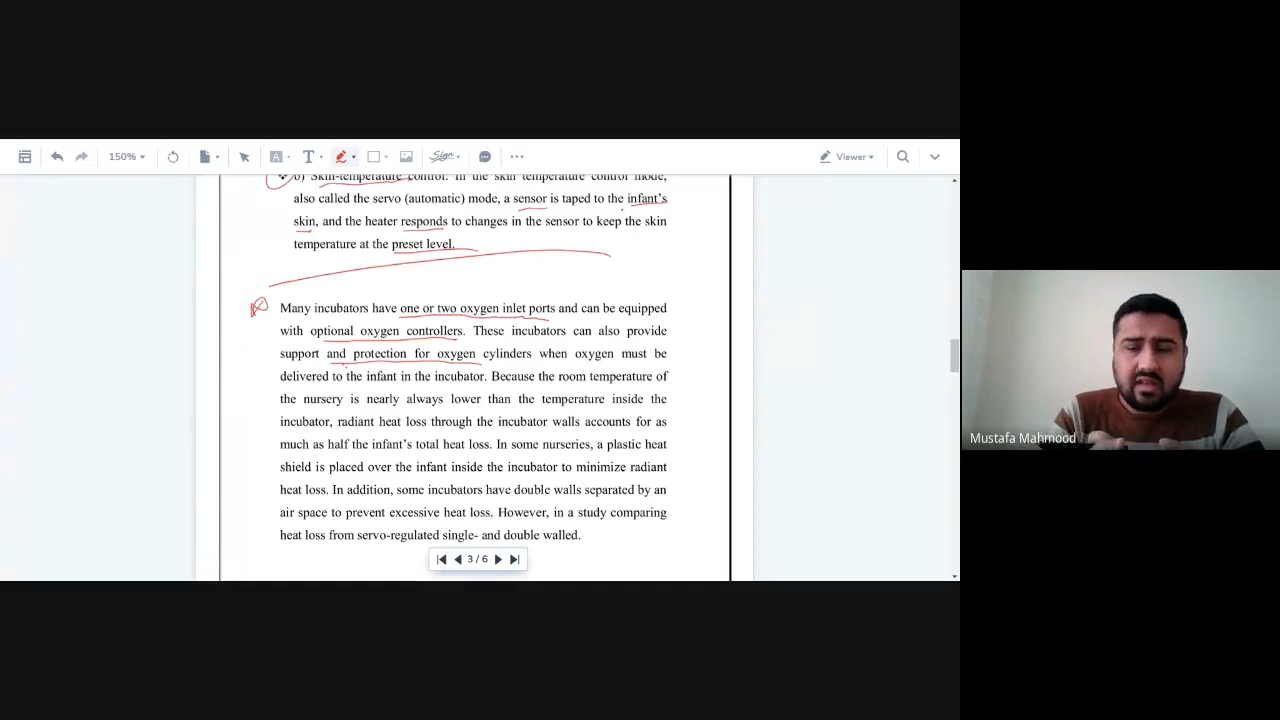 150%
Viewer
b) Skin-temperature control. In the skin temperature control mode,
also called the servo (automatic) mode, a sensor is taped to the infant's
skin, and the heater responds to changes in the sensor to keep the skin
temperature at the preset level.
Many incubators have one or two oxygen inlet ports and can be equipped
with optional oxygen controllers. These incubators can also provide
support and protection for oxygen cylinders when oxygen must be
delivered to the infant in the incubator. Because the room temperature of
the nursery is nearly always lower than the temperature inside the
incubator, radiant heat loss through the incubator walls accounts for as
much as half the infant's total heat loss. In some nurseries, a plastic heat
shield is placed over the infant inside the incubator to minimize radiant
heat loss. In addition, some incubators have double walls separated by an
air space to prevent excessive heat loss. However, in a study comparing
heat loss from servo-regulated single- and double walled.
3 / 6
Mustafa Mahmood